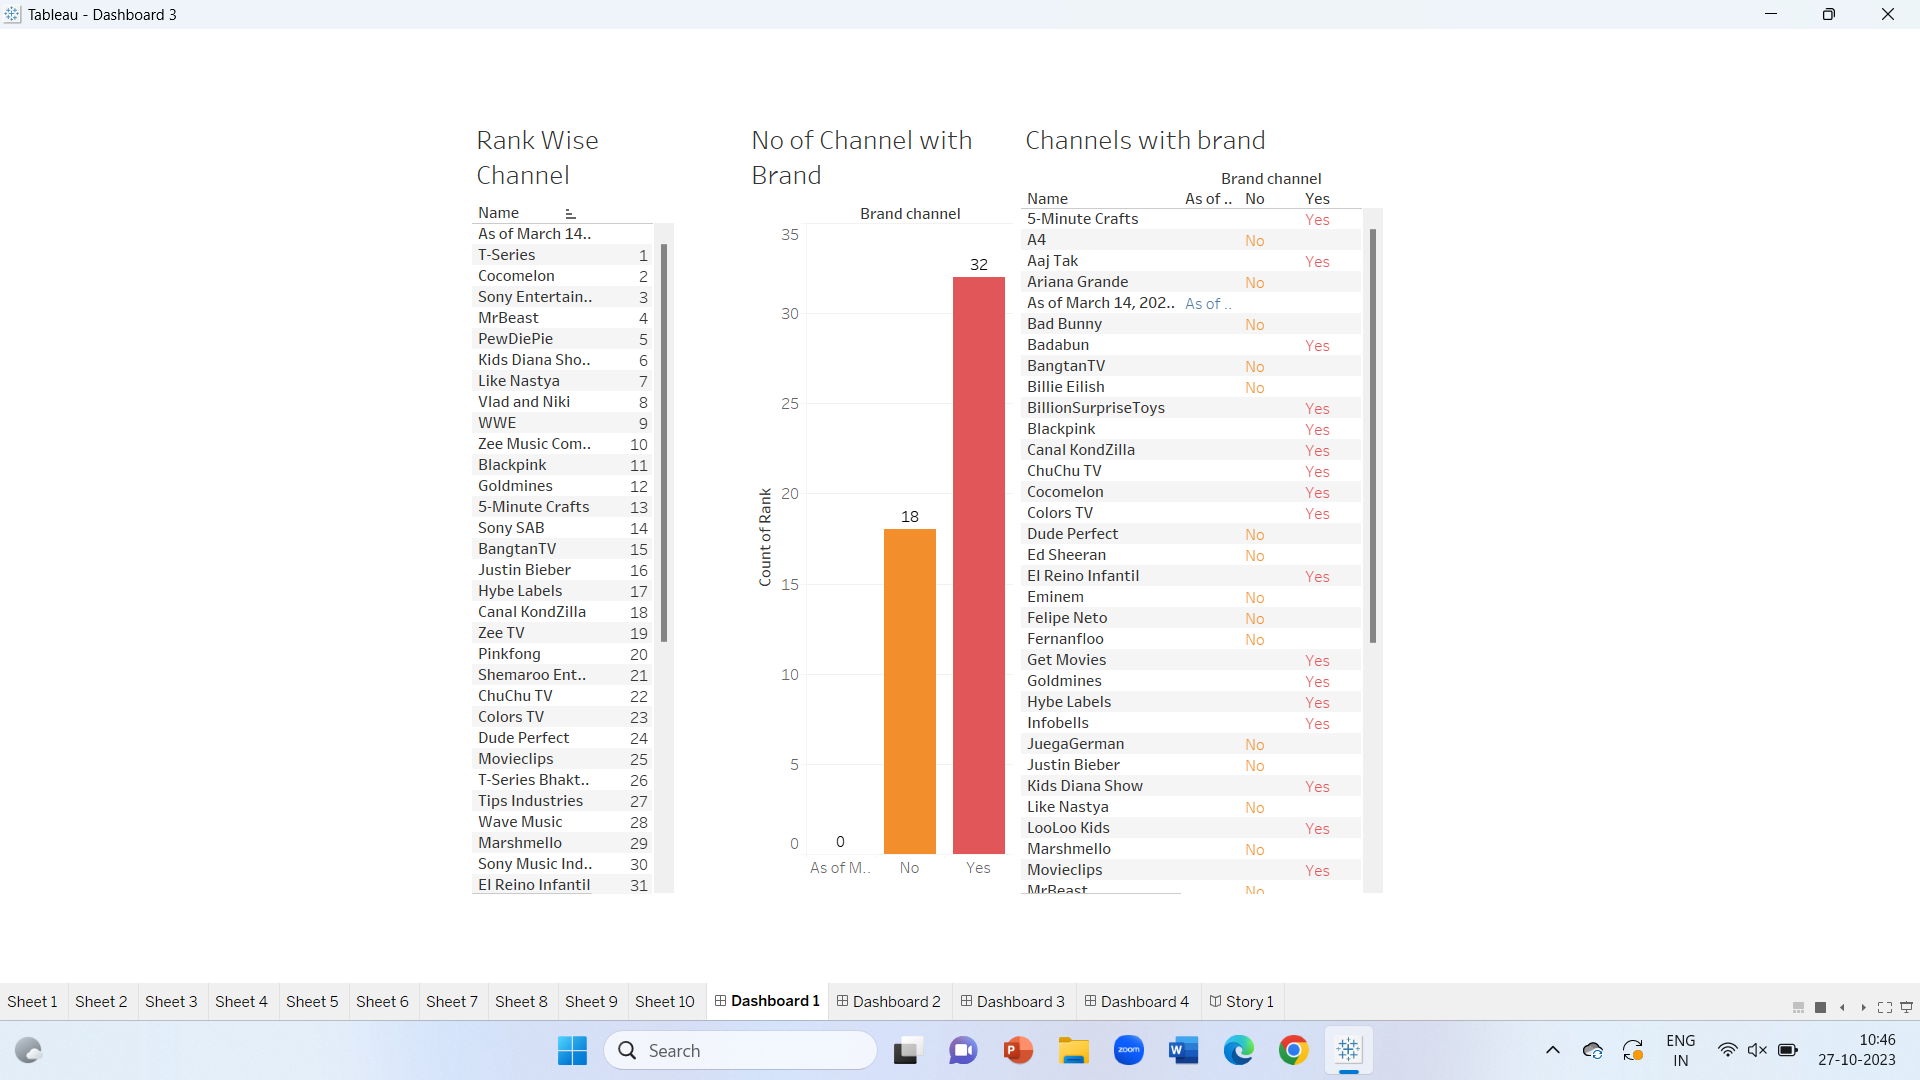 Tableau - Dashboard 3
Rank Wise
Channel
Name
As of March 14..
T-Series 1
Cocomelon 2
Sony Entertain.. 3
MrBeast 4
PewDiePie 5
Kids Diana Sho.. 6
Like Nastya 7
Vlad and Niki 8
WWE 9
Zee Music Com.. 10
Blackpink 11
Goldmines 12
5-Minute Crafts 13
Sony SAB 14
BangtanTV 15
Justin Bieber 16
Hybe Labels 17
Canal KondZilla 18
Zee TV 19
Pinkfong 20
Shemaroo Ent.. 21
ChuChu TV 22
Colors TV 23
Dude Perfect 24
Movieclips 25
T-Series Bhakt.. 26
Tips Industries 27
Wave Music 28
Marshmello 29
Sony Music Ind.. 30
El Reino Infantil 31
No of Channel with
Brand
Brand channel
Count of Rank
35
30
25
20
15
10
5
0
0
18
32
As of M.. No Yes
Channels with brand
Brand channel
Name As of .. No Yes
5-Minute Crafts Yes
A4 No
Aaj Tak Yes
Ariana Grande No
As of March 14, 202.. As of ..
Bad Bunny No
Badabun Yes
BangtanTV No
Billie Eilish No
BillionSurpriseToys Yes
Blackpink Yes
Canal KondZilla Yes
ChuChu TV Yes
Cocomelon Yes
Colors TV Yes
Dude Perfect No
Ed Sheeran No
El Reino Infantil Yes
Eminem No
Felipe Neto No
Fernanfloo No
Get Movies Yes
Goldmines Yes
Hybe Labels Yes
Infobells Yes
JuegaGerman No
Justin Bieber No
Kids Diana Show Yes
Like Nastya No
LooLoo Kids Yes
Marshmello No
Movieclips Yes
MrBeast No
Sheet 1 Sheet 2 Sheet 3 Sheet 4 Sheet 5 Sheet 6 Sheet 7 Sheet 8 Sheet 9 Sheet 10 Dashboard 1 Dashboard 2 Dashboard 3 Dashboard 4 Story 1
Search
P
zoom
W
ENG
IN
10:46
27-10-2023